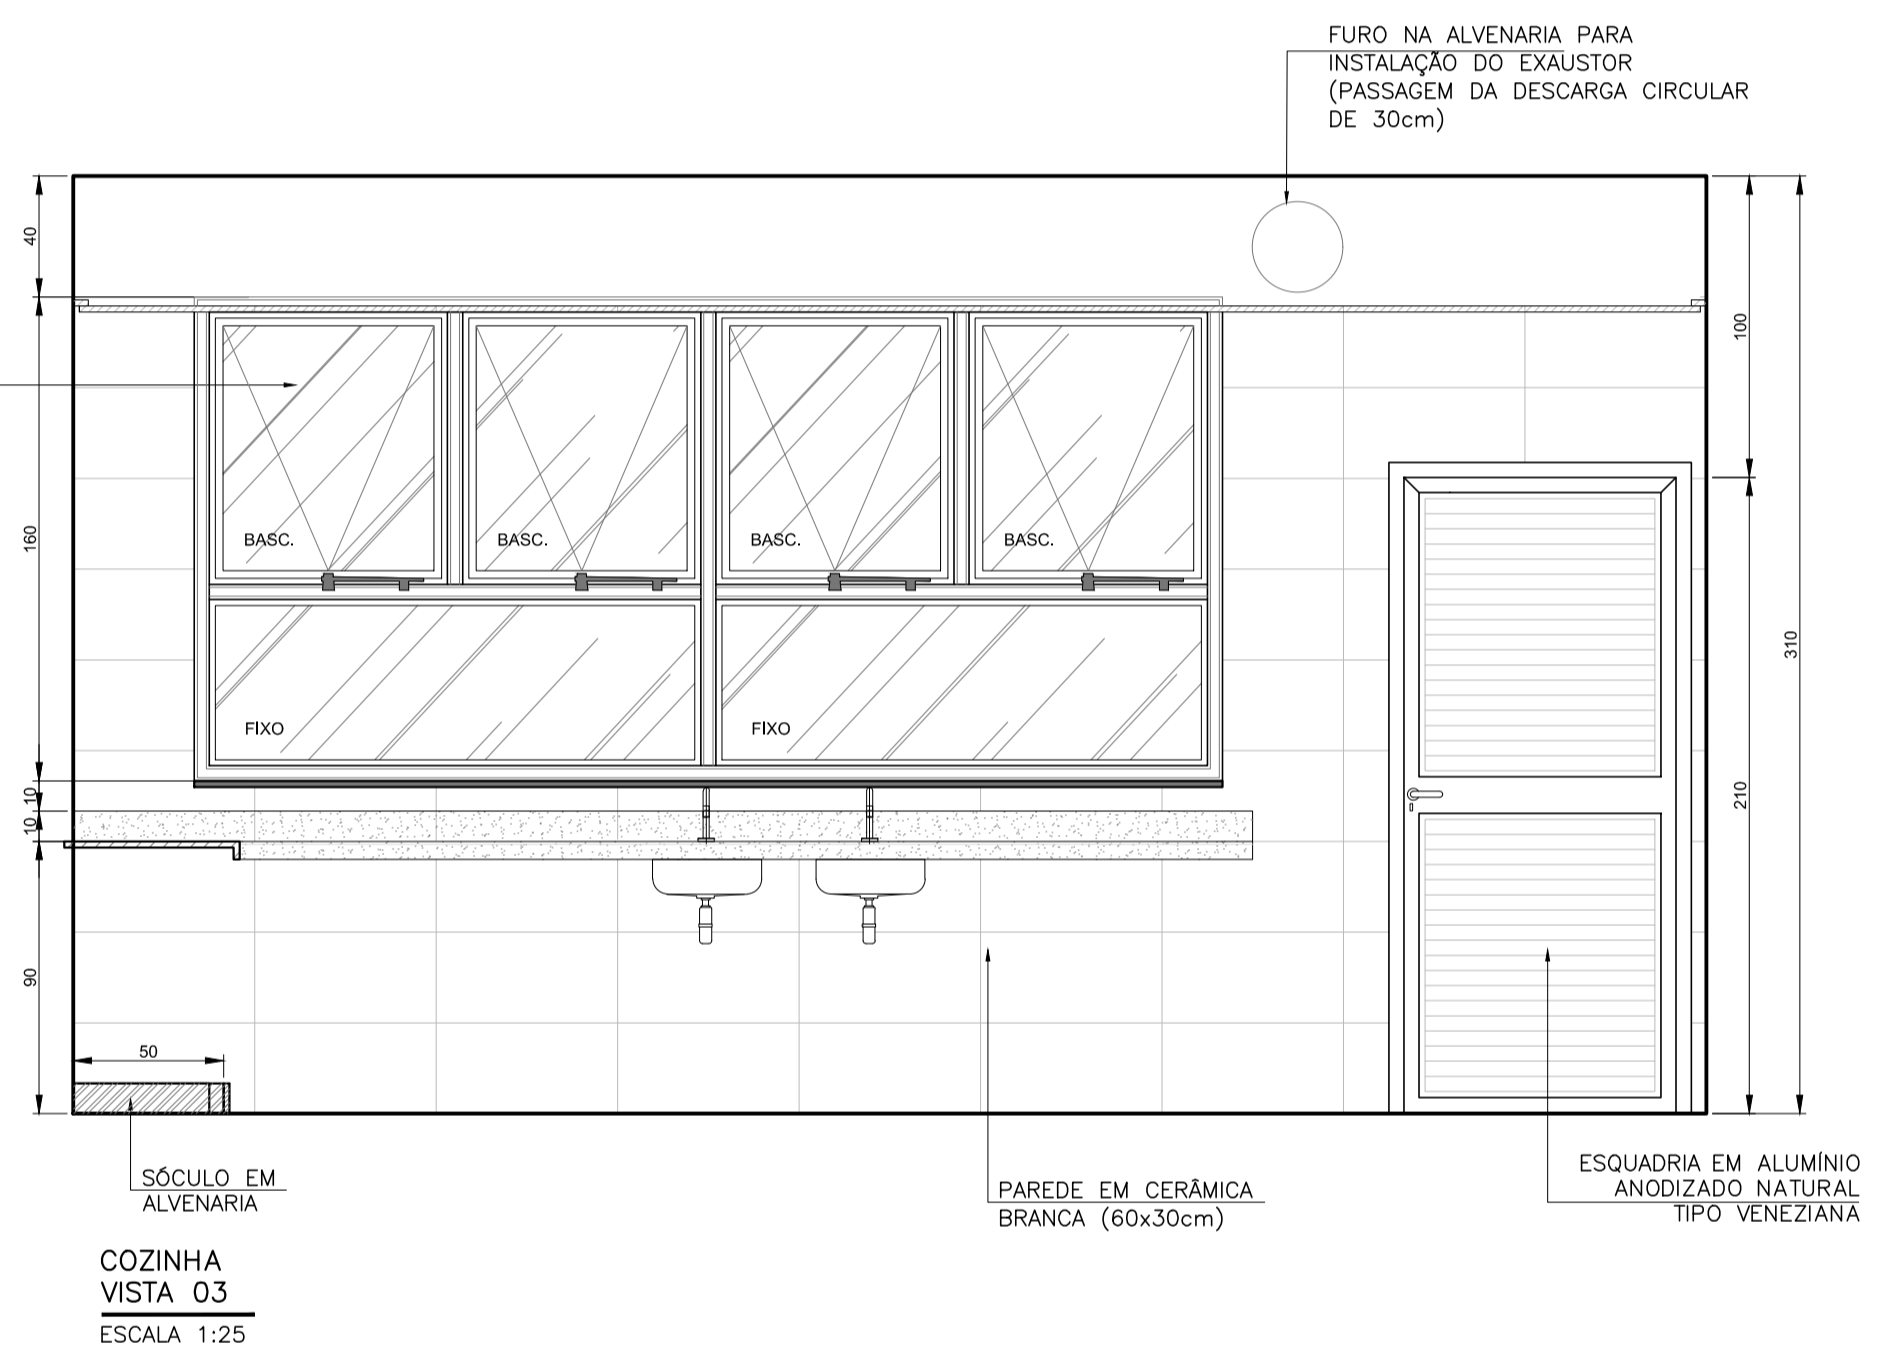 FURO NA ALVENARIA PARA
INSTALAÇÃO DO EXAUSTOR
(PASSAGEM DA DESCARGA CIRCULAR
DE 30cm)
40
100
160
BASC.
BASC.
BASC.
BASC.
310
FIXO
FIXO
10
210
10
90
50
SÓCULO EM
ALVENARIA
PAREDE EM CERÂMICA
BRANCA (60x30cm)
ESQUADRIA EM ALUMÍNIO
ANODIZADO NATURAL
TIPO VENEZIANA
COZINHA
VISTA 03
ESCALA 1:25